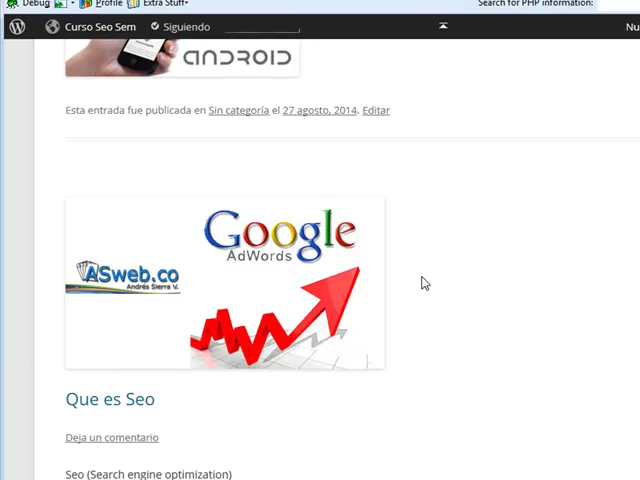 Debug Profile Extra Stuff Search for PHP information:
Curso Seo Sem Siguiendo Nu
ANDROID
Esta entrada fue publicada en Sin categoría el 27 agosto, 2014. Editar
Google
AdWords
ASweb.co
Andrés Sierra V.
Que es Seo
Deja un comentario
Seo (Search engine optimization)